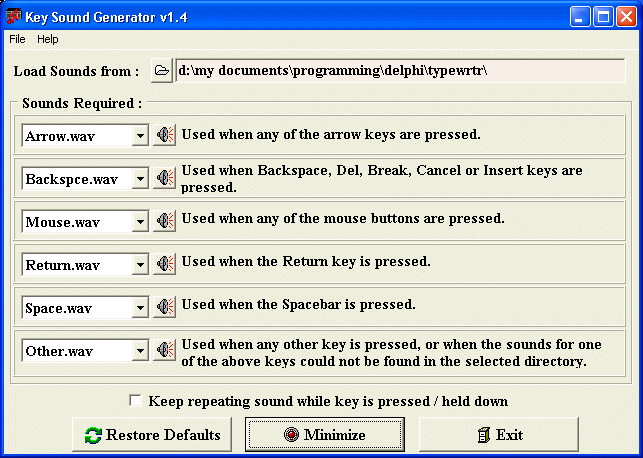 Key Sound Generator v1.4
File Help
Load Sounds from : d:\my documents\programming\delphi\typewrtr\
Sounds Required :
Arrow.wav Used when any of the arrow keys are pressed.
Backspce.wav Used when Backspace, Del, Break, Cancel or Insert keys are
pressed.
Mouse.wav Used when any of the mouse buttons are pressed.
Return.wav Used when the Return key is pressed.
Space.wav Used when the Spacebar is pressed.
Other.wav Used when any other key is pressed, or when the sounds for one
of the above keys could not be found in the selected directory.
Keep repeating sound while key is pressed / held down
Restore Defaults Minimize Exit